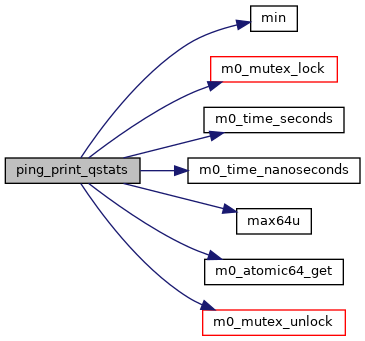 min
m0_mutex_lock
m0_time_seconds
ping_print_qstats
m0_time_nanoseconds
max64u
m0_atomic64_get
m0_mutex_unlock